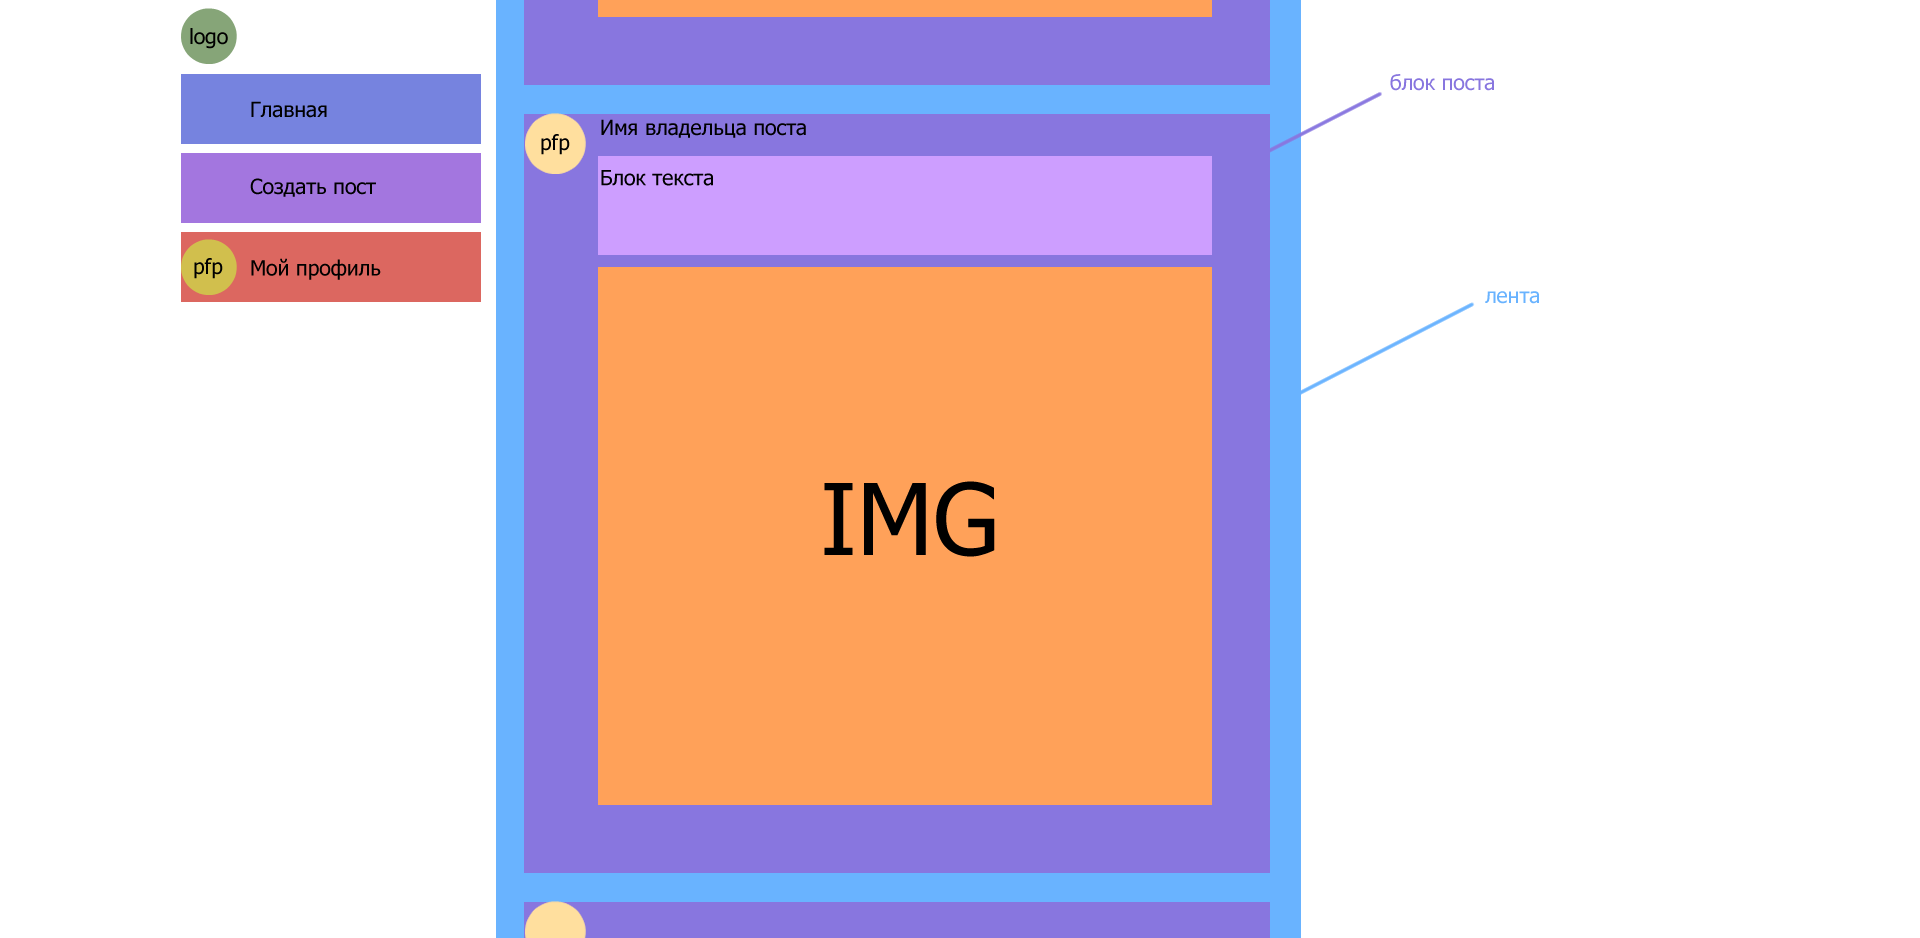 logo
Главная
Создать пост
pfp
Мой профиль
pfp
Имя владельца поста
Блок текста
IMG
блок поста
лента